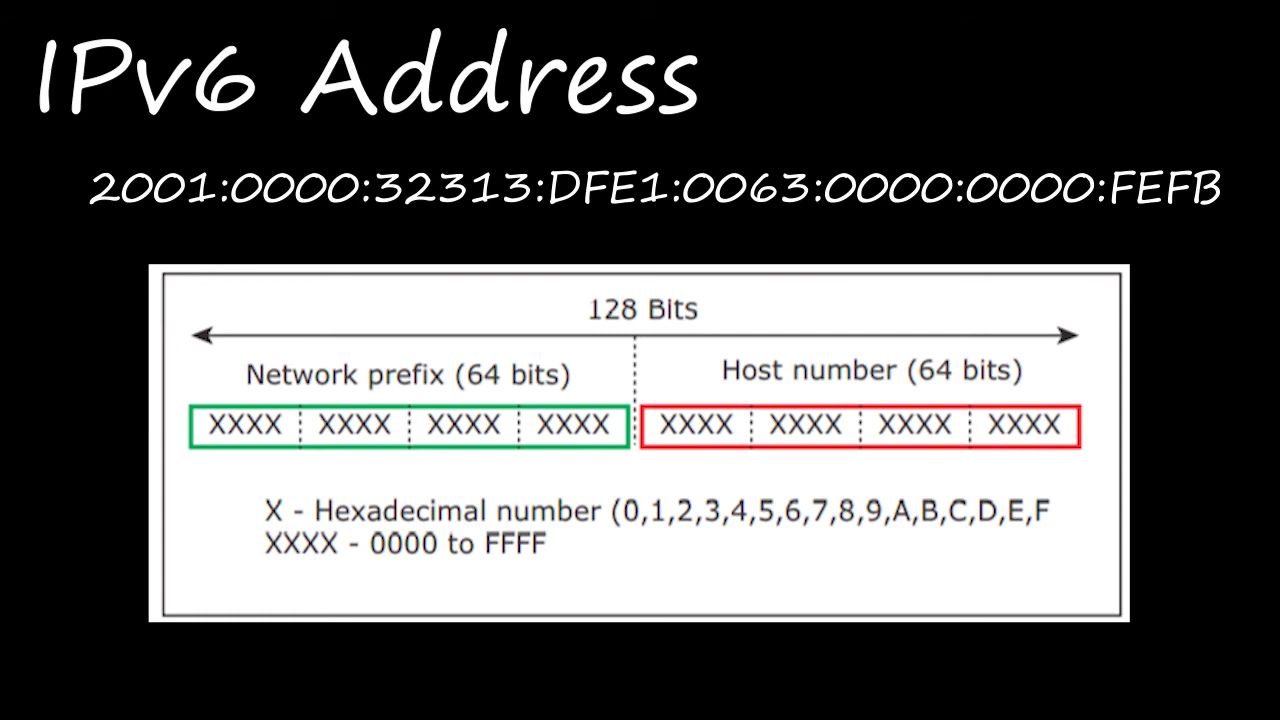 IPv6 Address
2001:0000:32313:DFE1:0063:0000:0000:FEFB
128 Bits
Network prefix (64 bits) Host number (64 bits)
XXXX XXXX XXXX XXXX XXXX XXXX XXXX XXXX
X - Hexadecimal number (0,1,2,3,4,5,6,7,8,9,A,B,C,D,E,F
XXXX - 0000 to FFFF